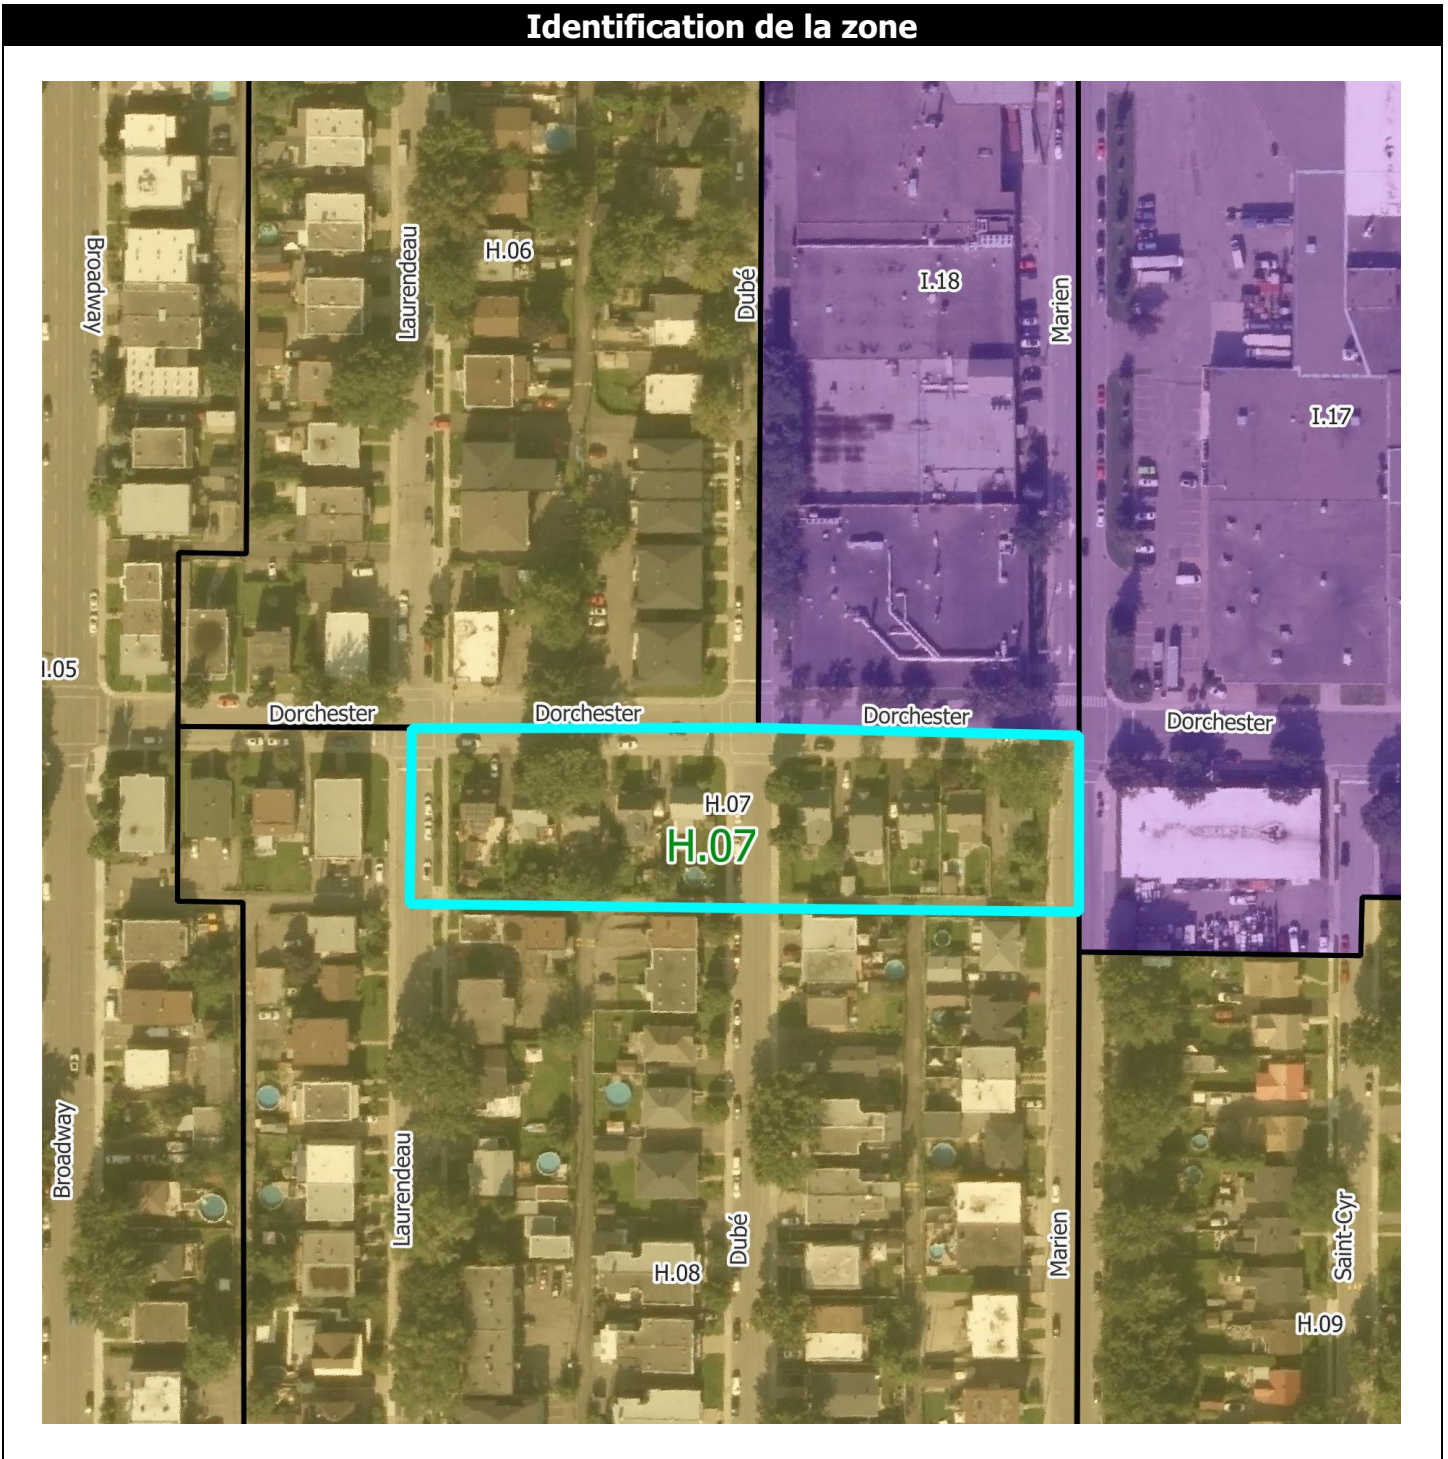 Identification de la zone
Broadway
Laurendeau
H.06
Dubé
I.18
Marien
I.17
H.05
Dorchester
Dorchester
Dorchester
Dorchester
H.07
H.07
Broadway
Laurendeau
Dubé
H.08
Marien
Saint-Cyr
H.09